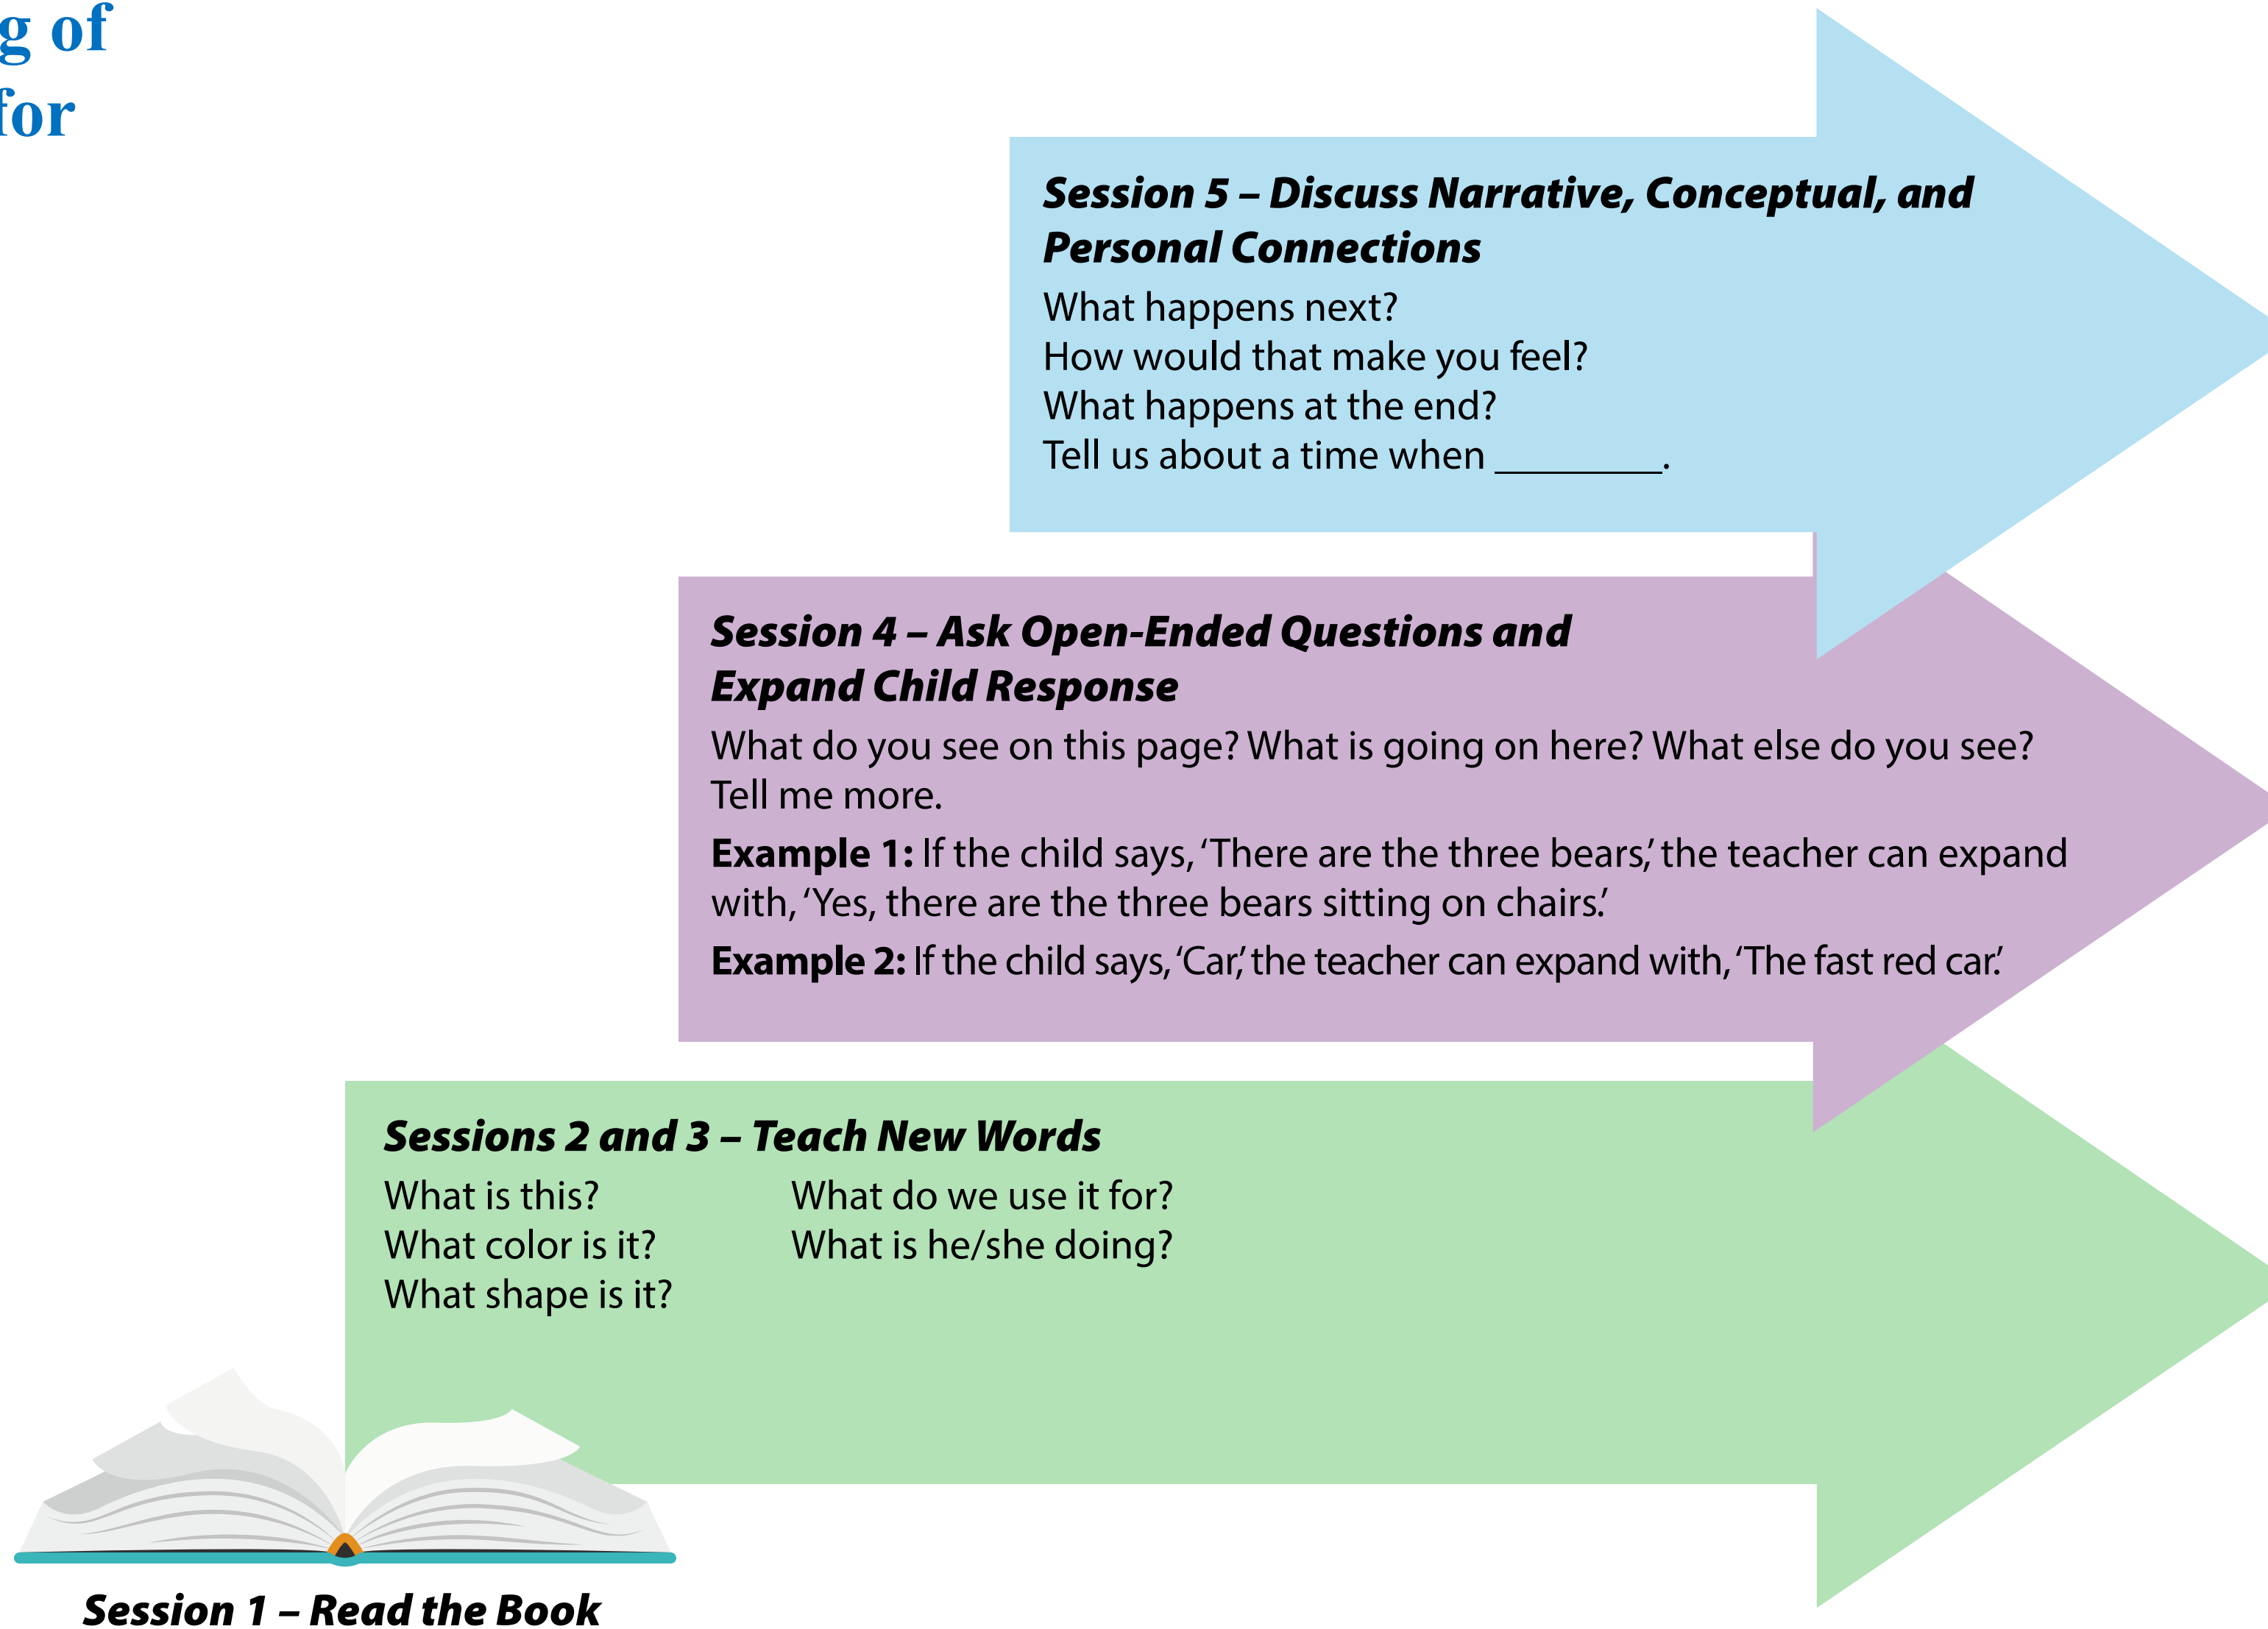 g of
for
Session 5 – Discuss Narrative, Conceptual, and
Personal Connections
What happens next?
How would that make you feel?
What happens at the end?
Tell us about a time when ________.
Session 4 – Ask Open-Ended Questions and
Expand Child Response
What do you see on this page? What is going on here? What else do you see?
Tell me more.
Example 1: If the child says, ‘There are the three bears,’ the teacher can expand
with, ‘Yes, there are the three bears sitting on chairs.’
Example 2: If the child says, ‘Car,’ the teacher can expand with, ‘The fast red car.’
Sessions 2 and 3 – Teach New Words
What is this?
What color is it?
What shape is it?
What do we use it for?
What is he/she doing?
Session 1 – Read the Book